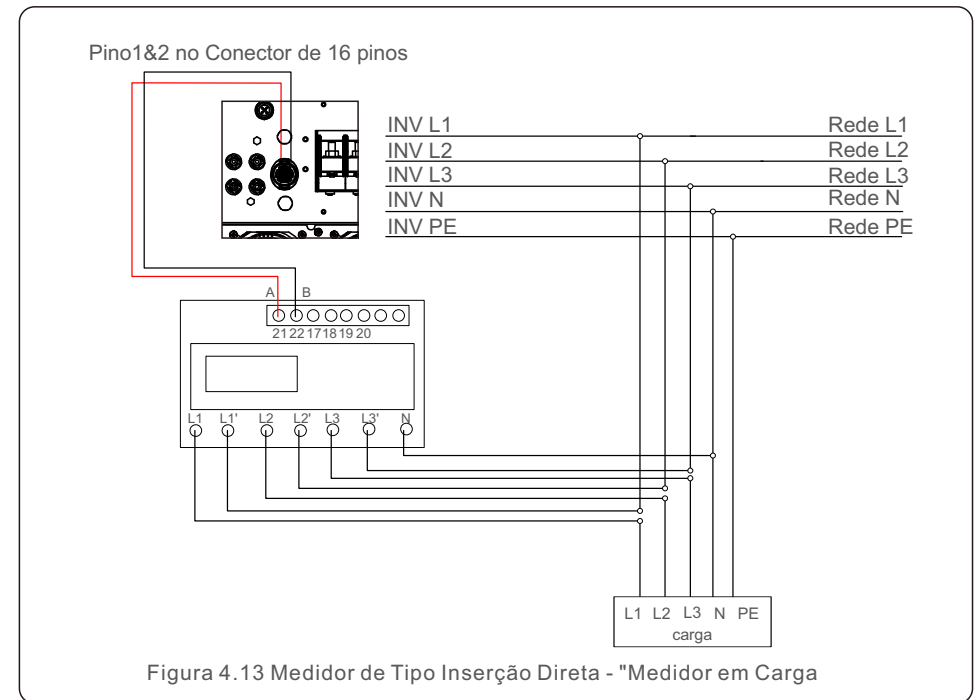 Pino1&2 no Conector de 16 pinos
INV L1 Rede L1
INV L2 Rede L2
INV L3 Rede L3
INV N Rede N
INV PE Rede PE
A B
21 22 17 18 19 20
L1 L1' L2 L2' L3 L3' N
L1 L2 L3 N PE
carga
Figura 4.13 Medidor de Tipo Inserção Direta - "Medidor em Carga